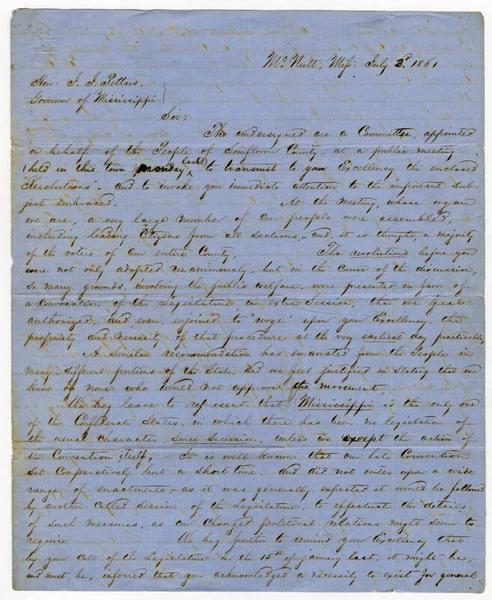 McNutt, Miss. July 3d 1861
Hon. J. J. Pettus,
Governor of Mississippi
Sir;
The undersigned are a Committee, appointed
on behalf of the People of Sunflower County, at a public meeting
(held in this town monday last) to transmit to your Excellency the enclosed
Resolutions - and to invoke your immediate attention to the important sub-
ject embraced. At the Meeting, whose organ
we are, a very large number of our people were assembled,
including leading Citizens from all sections, and, it is thought, a majority
of the voters of our entire County. The resolutions before you
were not only adopted unanimously, but in the course of the discussion,
so many grounds, involving the public welfare, were presented in favor of
a Convocation of the Legislature in extra Session, that we feel
authorized, and, even, enjoined to "urge" upon your Excellency the
propriety and necessity of that procedure at the very earliest day practicable,
A similar recommendation has emanated from the People in
many different portions of the State, and we feel fortified in stating that we
know of none who would not approve the movement.
We beg leave to represent that Mississippi is the only one
of the Confederate States, in which there has been no legislation of
the usual character, since Secession, unless we except the action of
the Convention itself; It is well known that our late Convention
sat comparatively but a short time. and did not enter upon a wide
range of enactments, - as it was generally expected it would be followed
by another called Session of the Legislature, to effectuate the details
of such measures, as our changed political relations might seem to
require We beg further to remind your Excellency that
by your call of the Legislature on the 15th of January last, it might be,
and must, be, inferred that you acknowledged a necessity to exist for general